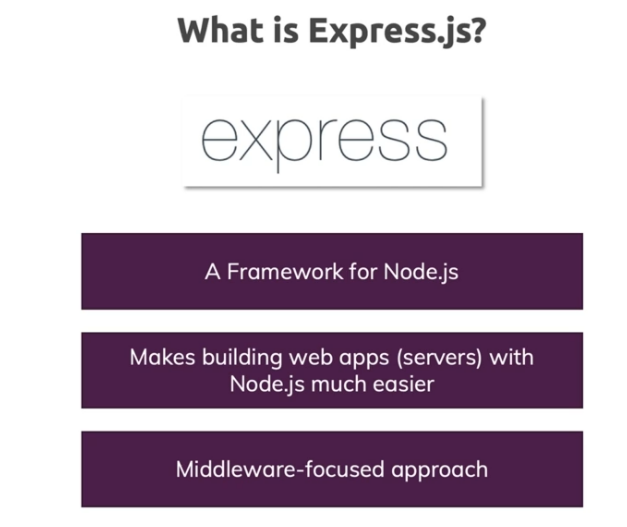 What is Express.js?
express
A Framework for Node.js
Makes building web apps (servers) with
Node.js much easier
Middleware-focused approach